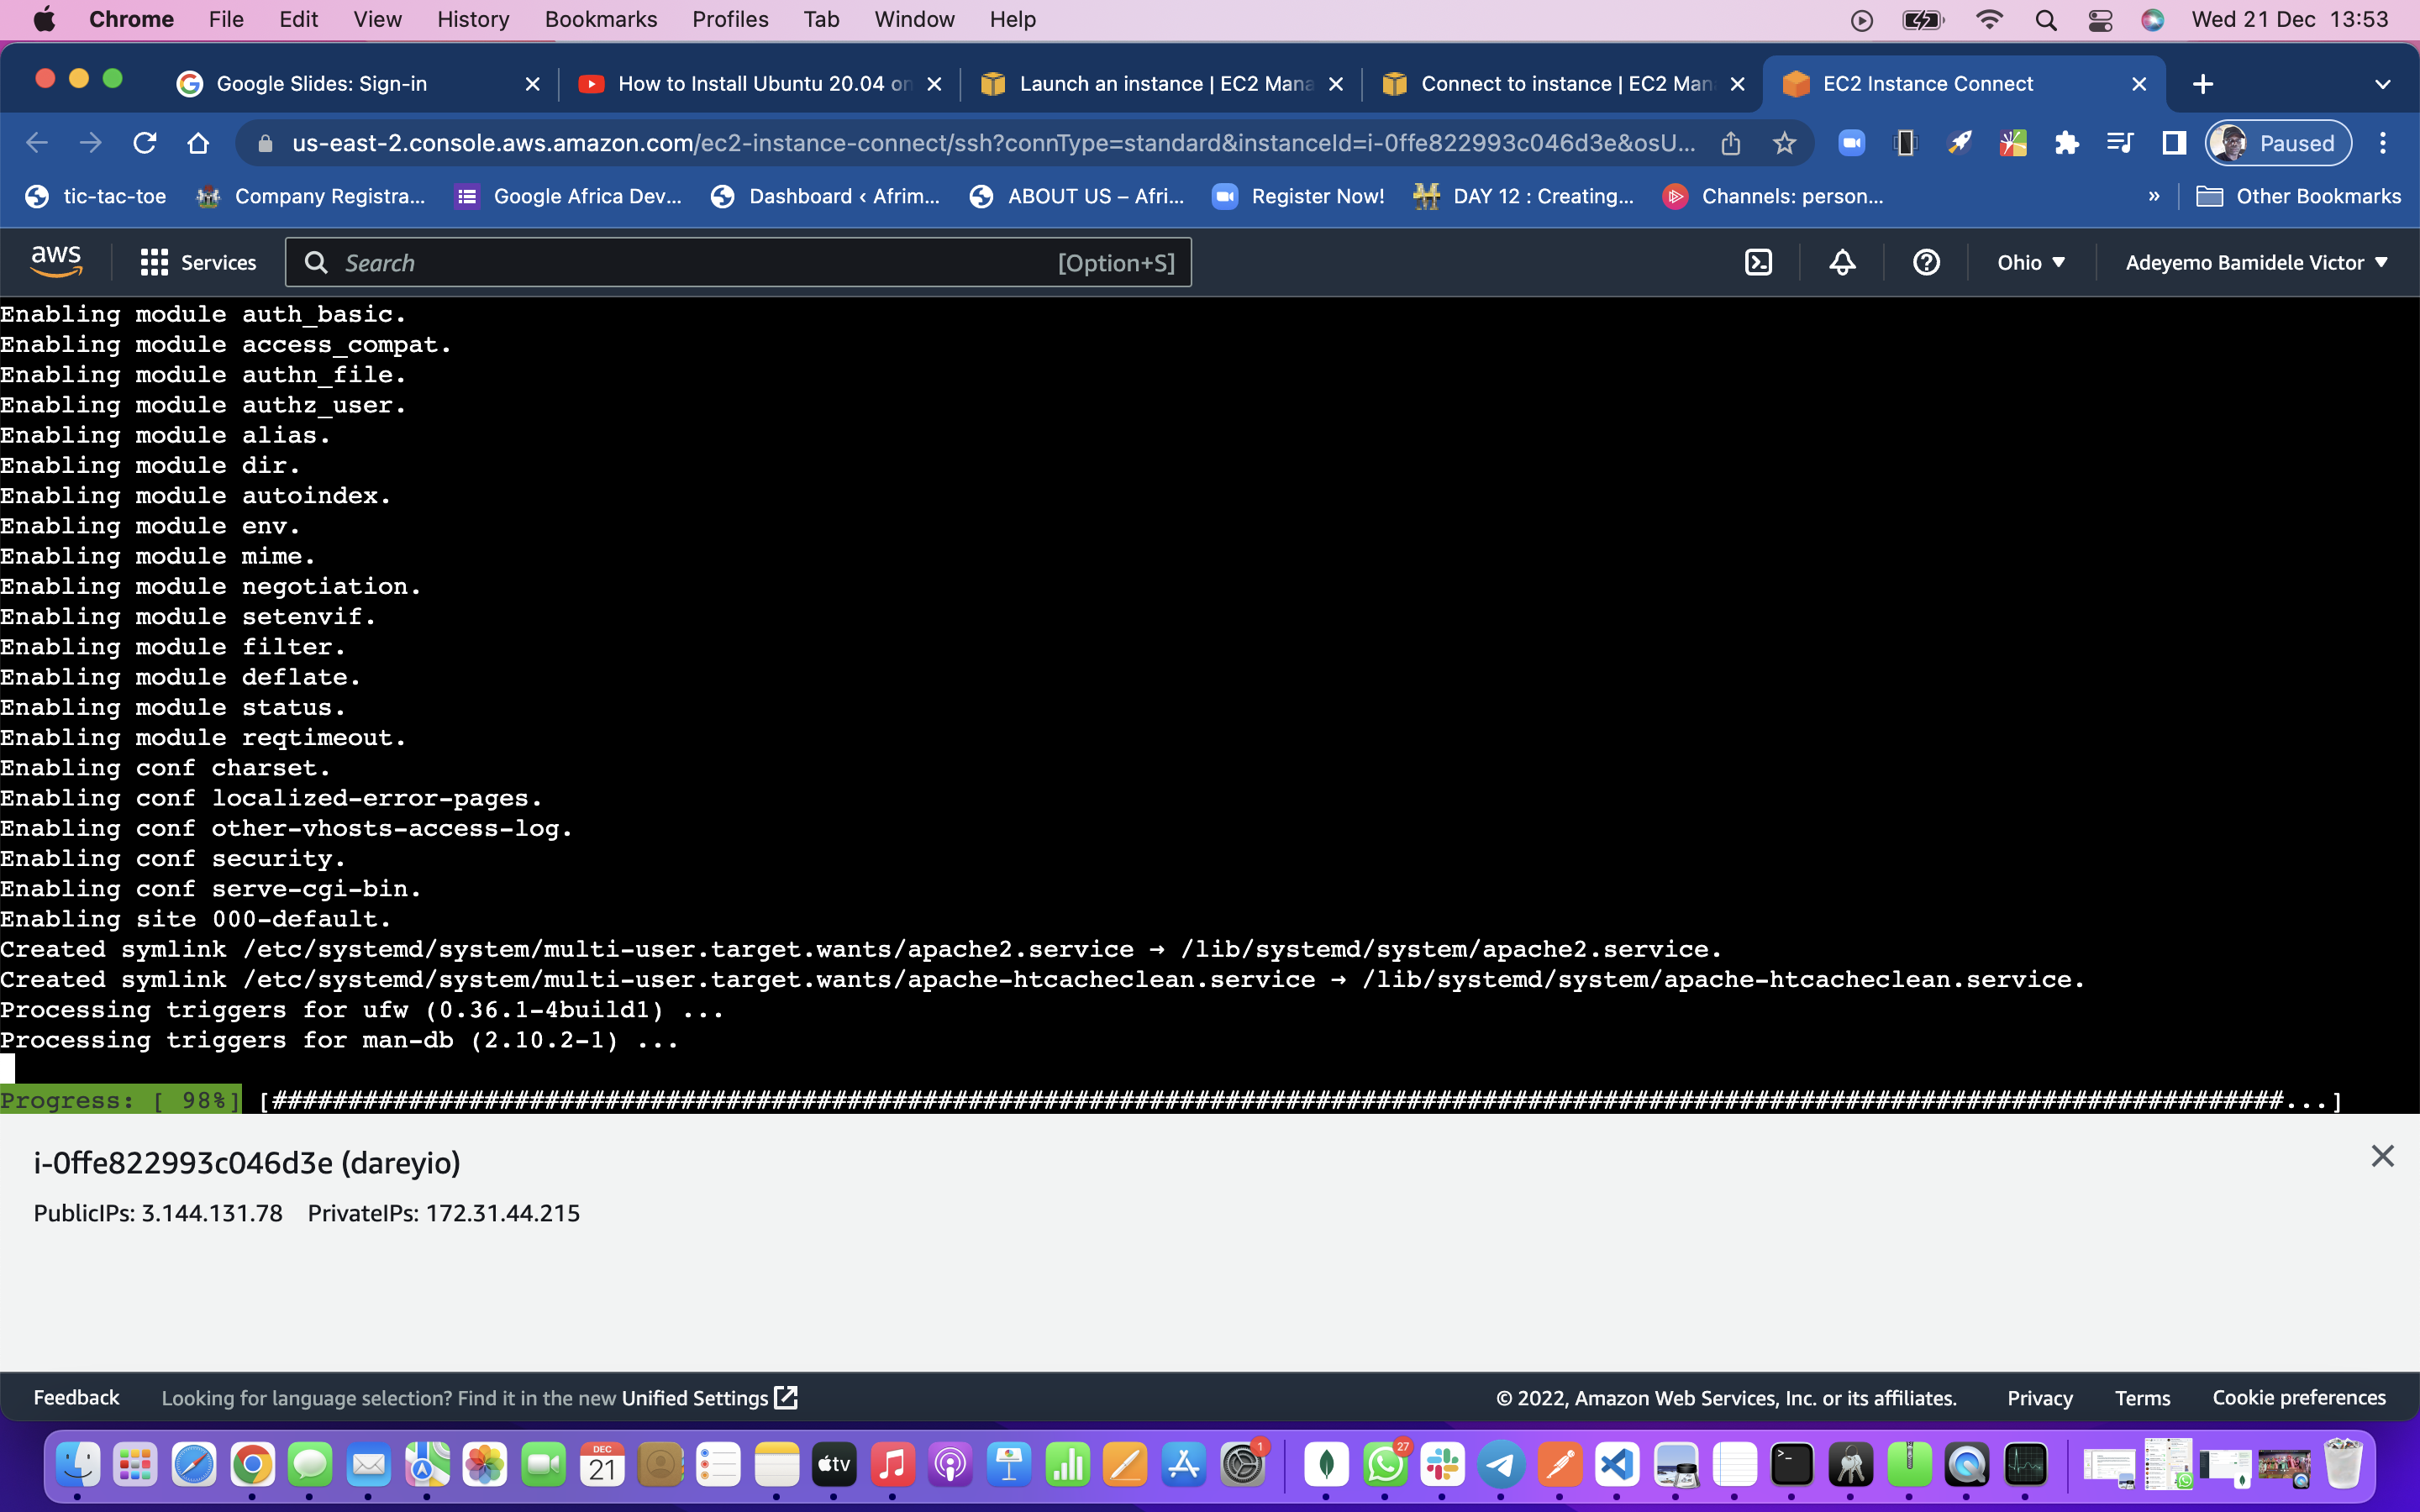 Chrome File Edit View History Bookmarks Profiles Tab Window Help Wed 21 Dec 13:53
Google Slides: Sign-in How to Install Ubuntu 20.04 on Launch an instance | EC2 Mana Connect to instance | EC2 Man EC2 Instance Connect
us-east-2.console.aws.amazon.com/ec2-instance-connect/ssh?connType=standard&instanceId=i-0ffe822993c046d3e&osU... Paused
tic-tac-toe Company Registra... Google Africa Dev... Dashboard ‹ Afrim... ABOUT US – Afri... Register Now! DAY 12 : Creating... Channels: person... » Other Bookmarks
aws Services Search [Option+S] Ohio Adeyemo Bamidele Victor
Enabling module auth_basic.
Enabling module access_compat.
Enabling module authn_file.
Enabling module authz_user.
Enabling module alias.
Enabling module dir.
Enabling module autoindex.
Enabling module env.
Enabling module mime.
Enabling module negotiation.
Enabling module setenvif.
Enabling module filter.
Enabling module deflate.
Enabling module status.
Enabling module reqtimeout.
Enabling conf charset.
Enabling conf localized-error-pages.
Enabling conf other-vhosts-access-log.
Enabling conf security.
Enabling conf serve-cgi-bin.
Enabling site 000-default.
Created symlink /etc/systemd/system/multi-user.target.wants/apache2.service → /lib/systemd/system/apache2.service.
Created symlink /etc/systemd/system/multi-user.target.wants/apache-htcacheclean.service → /lib/systemd/system/apache-htcacheclean.service.
Processing triggers for ufw (0.36.1-4build1) ...
Processing triggers for man-db (2.10.2-1) ...
Progress: [ 98%] [#####################################################################################################################################...]
i-0ffe822993c046d3e (dareyio)
PublicIPs: 3.144.131.78 PrivateIPs: 172.31.44.215
Feedback Looking for language selection? Find it in the new Unified Settings © 2022, Amazon Web Services, Inc. or its affiliates. Privacy Terms Cookie preferences
DEC
21
tv
1
27